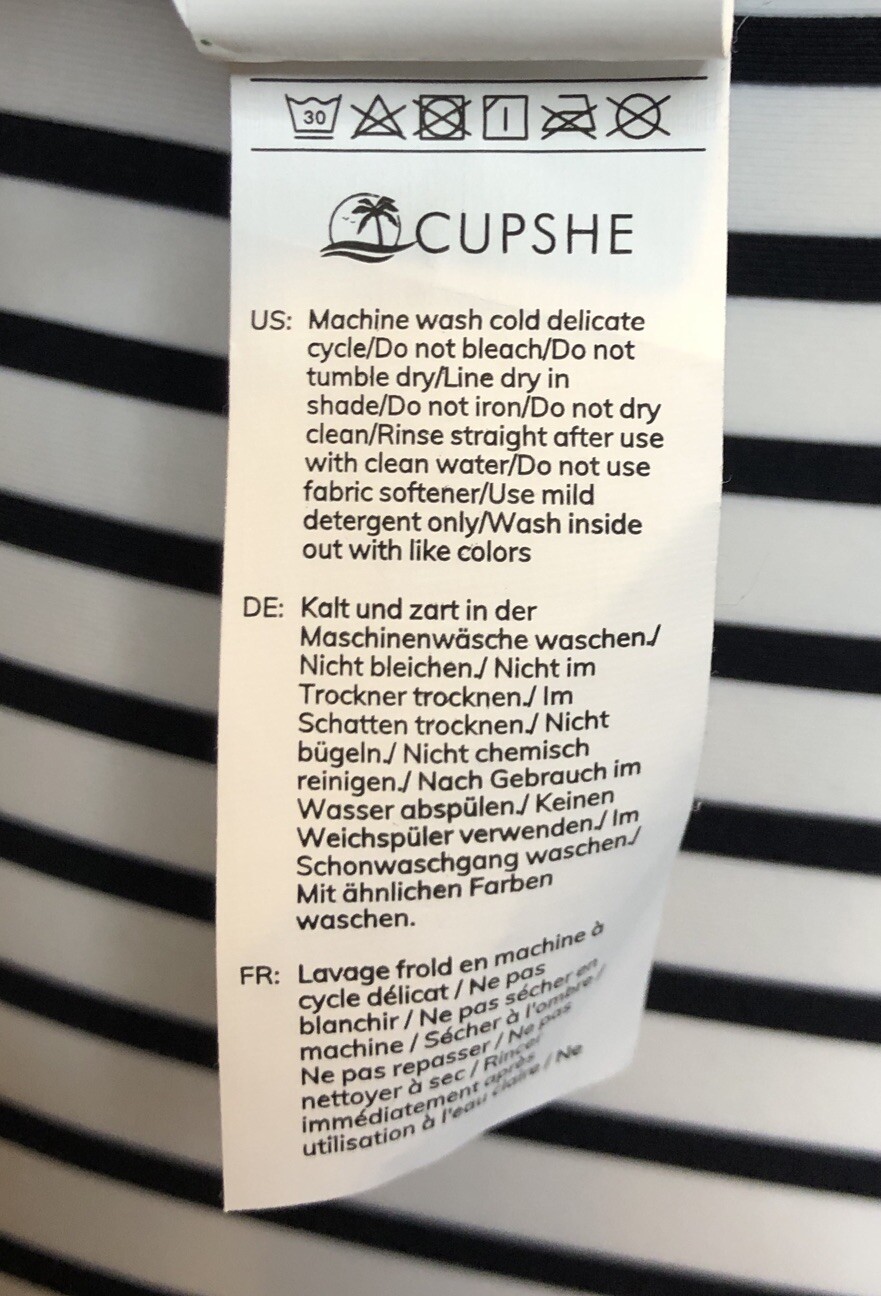 30
CUPSHE
US: Machine wash cold delicate
cycle/Do not bleach/Do not
tumble dry/Line dry in
shade/Do not iron/Do not dry
clean/Rinse straight after use
with clean water/Do not use
fabric softener/Use mild
detergent only/Wash inside
out with like colors
DE: Kalt und zart in der
Maschinenwäsche waschen./
Nicht bleichen./ Nicht im
Trockner trocknen./ Im
Schatten trocknen./ Nicht
bügeln./ Nicht chemisch
reinigen./ Nach Gebrauch im
Wasser abspülen./ Keinen
Weichspüler verwenden./ Im
Schonwaschgang waschen./
Mit ähnlichen Farben
waschen.
FR: Lavage frold en machine à
cycle délicat / Ne pas
blanchir / Ne pas sécher en
machine / Sécher à l'ombre /
Ne pas repasser / Ne pas
nettoyer à sec / Rincer
immédiatement après
utilisation à l'eau claire / Ne